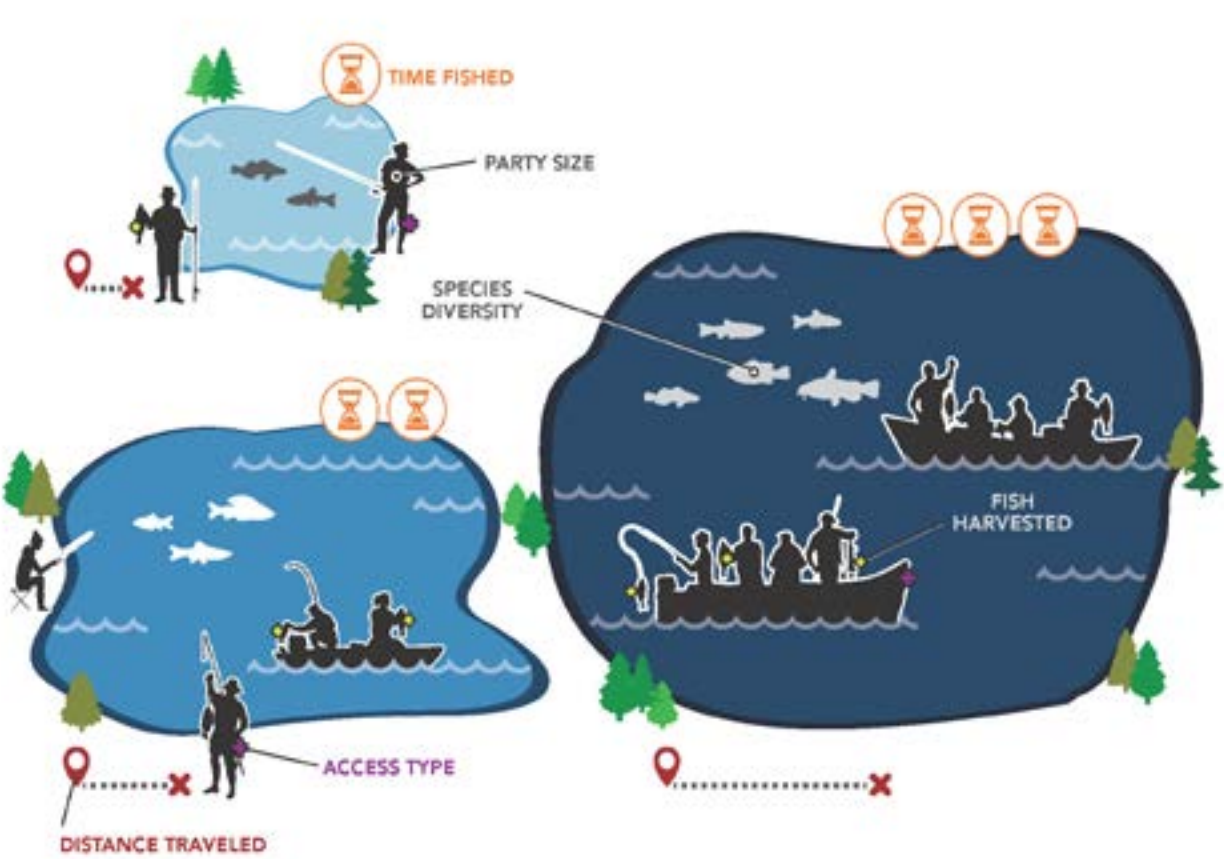 TIME FISHED
PARTY SIZE
SPECIES
DIVERSITY
FISH
HARVESTED
ACCESS TYPE
DISTANCE TRAVELED